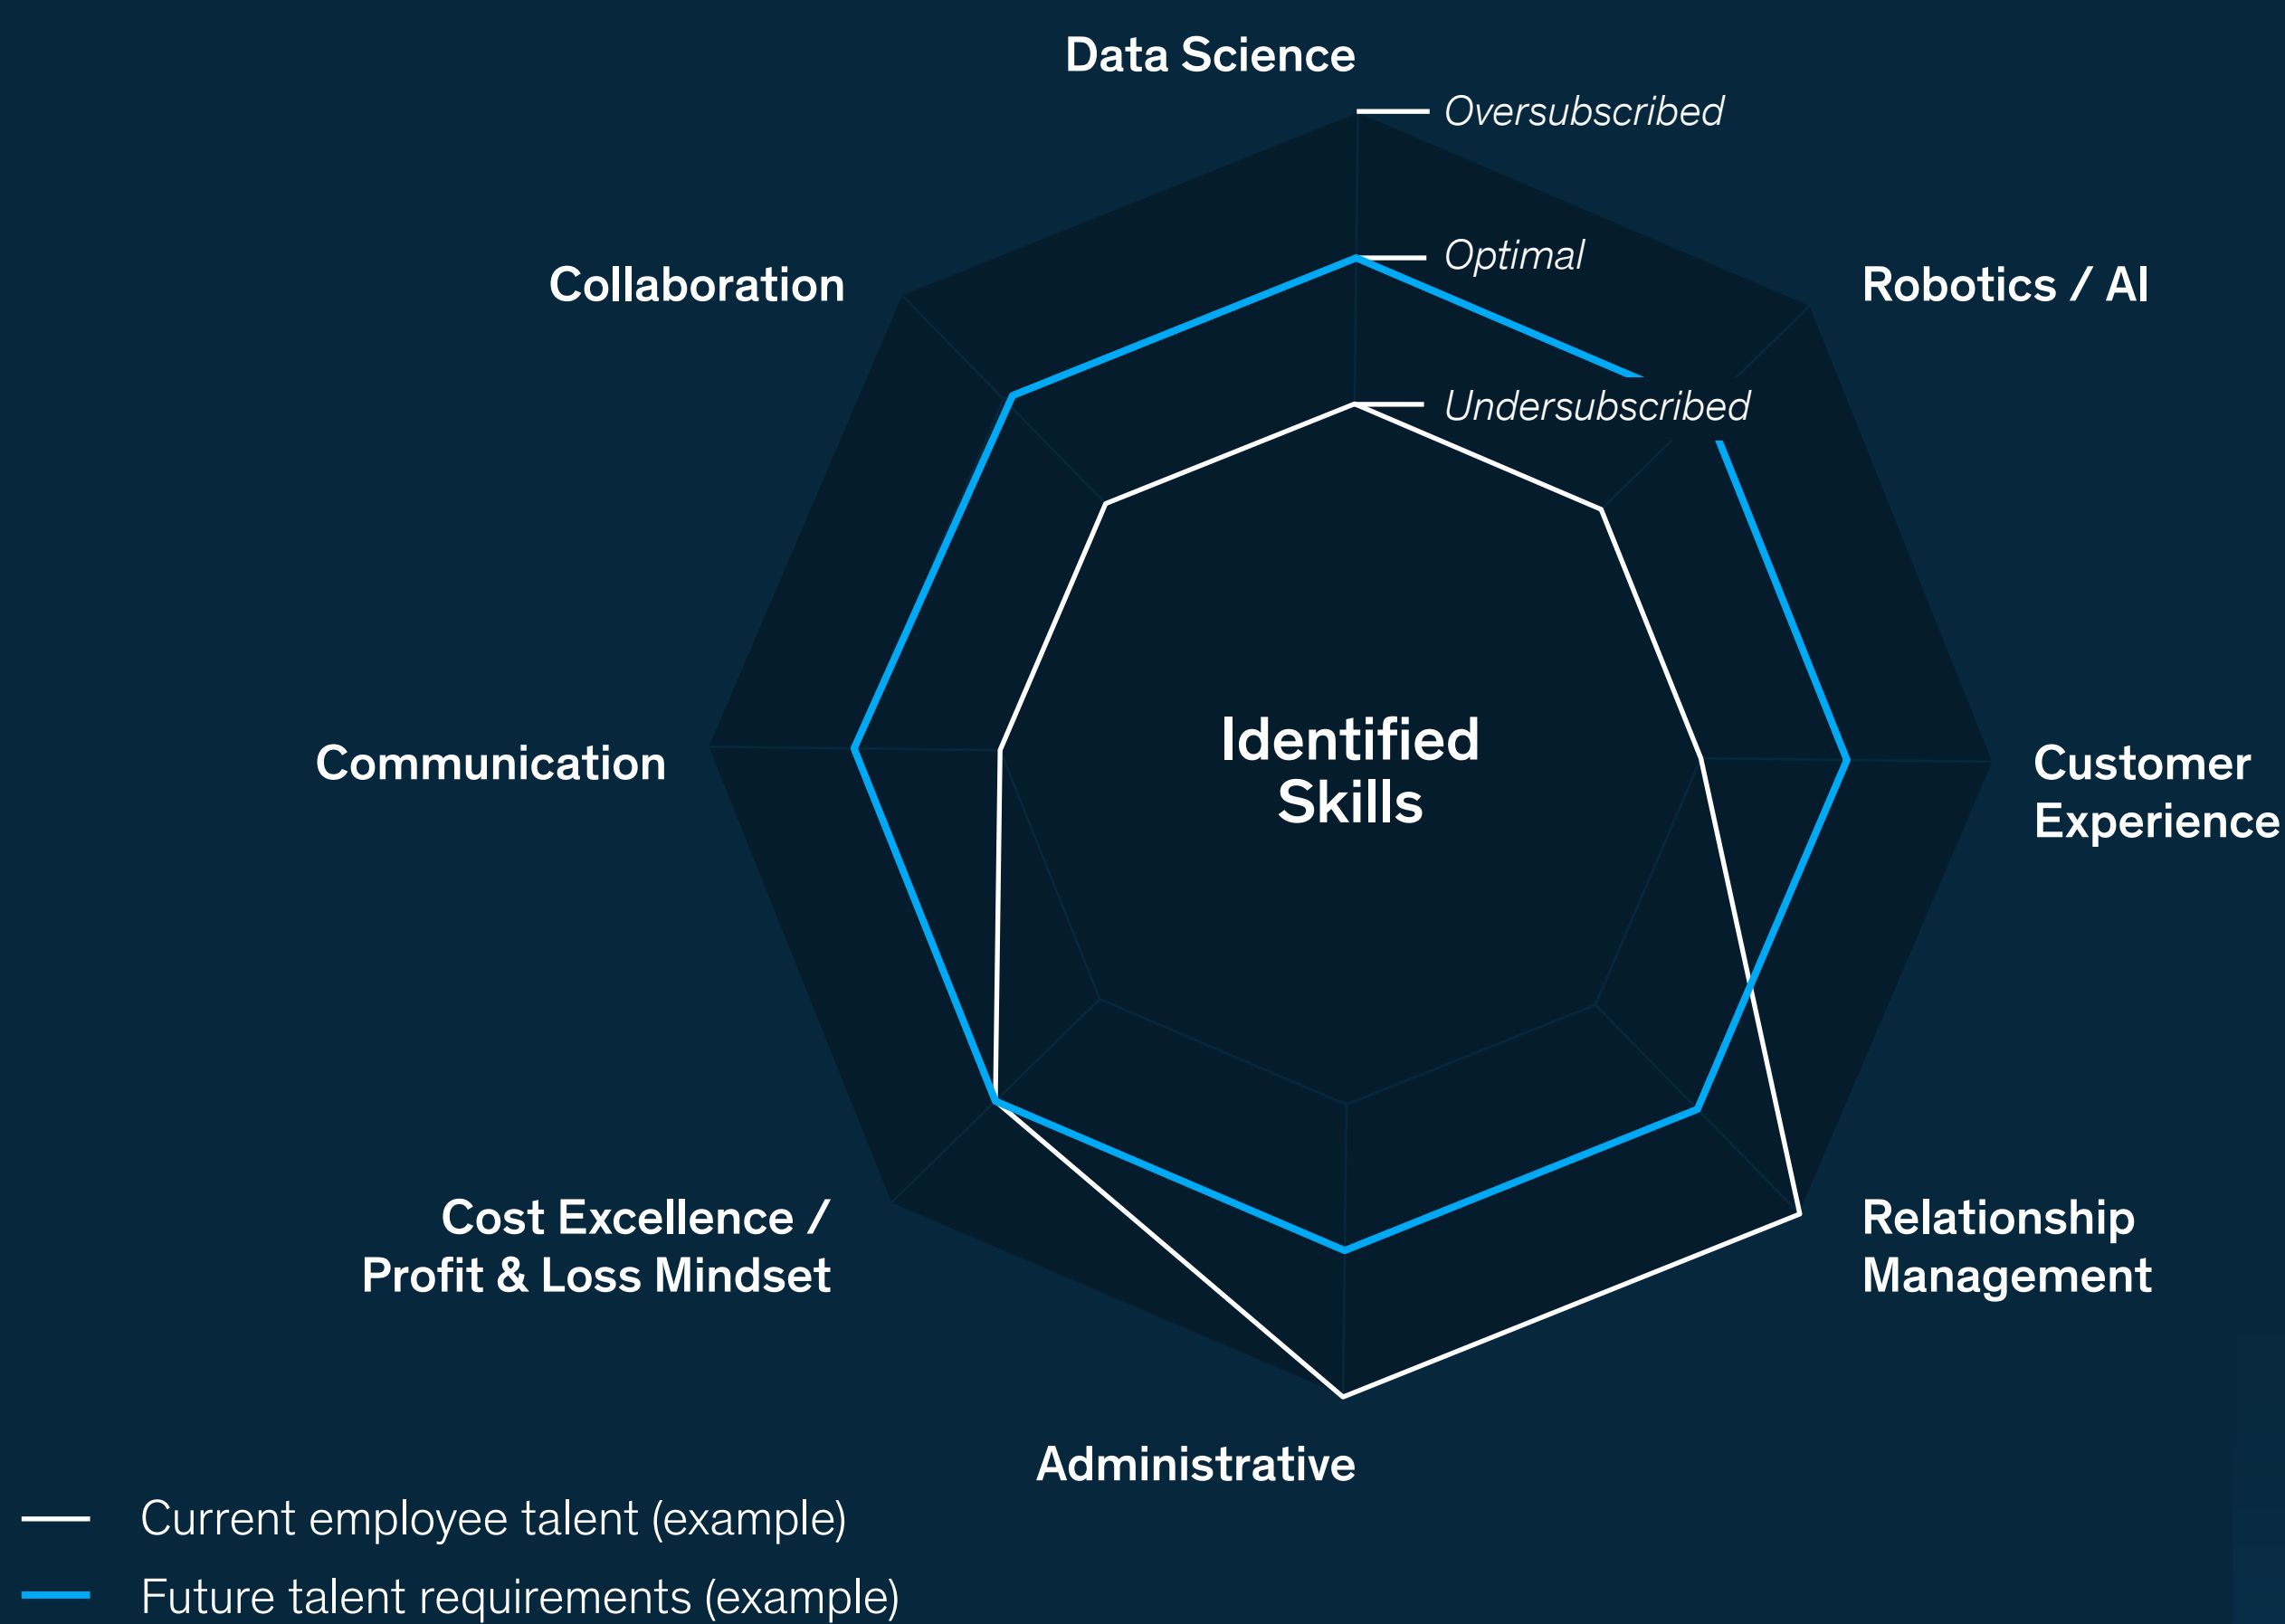 Data Science
Oversubscribed
Optimal
Collaboration
Robotics / AI
Undersubscribed
Identified
Skills
Communication
Customer
Experience
Cost Excellence /
Profit & Loss Mindset
Relationship
Management
Administrative
Current employee talent (example)
Future talent requirements (example)